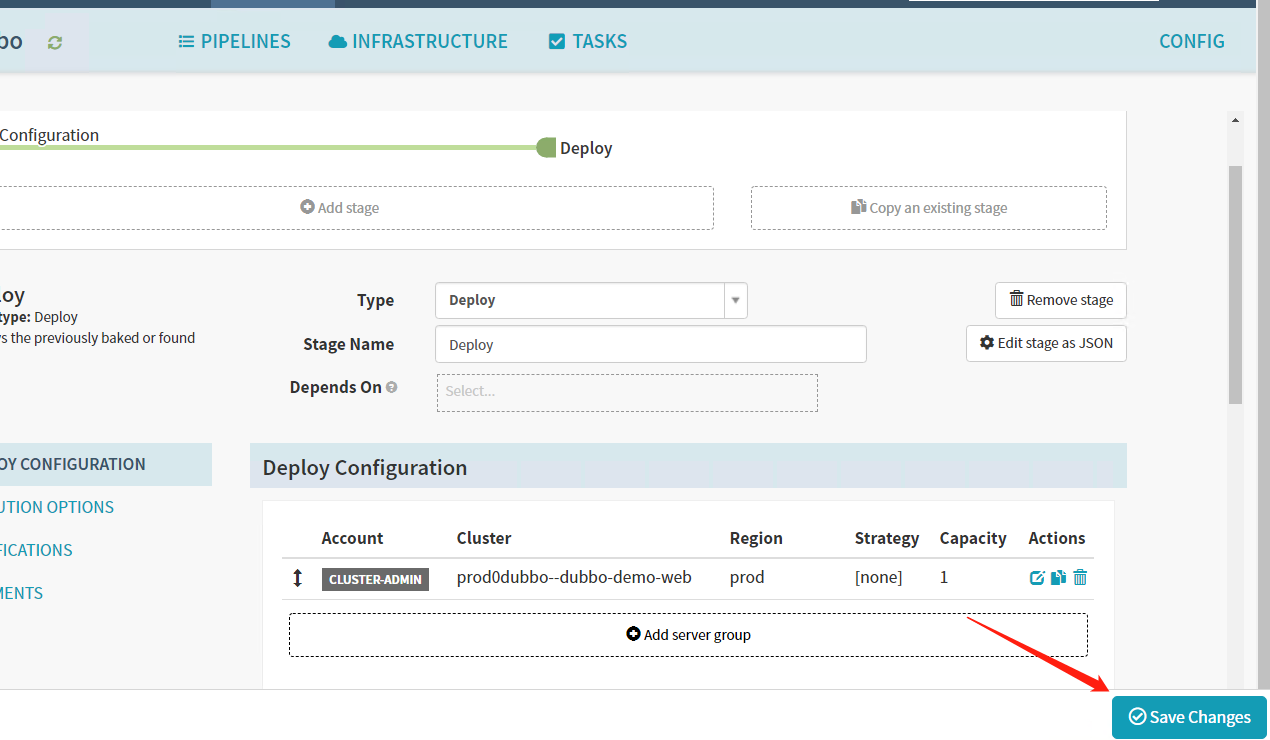 bo PIPELINES INFRASTRUCTURE TASKS CONFIG
Configuration
Deploy
Add stage Copy an existing stage
oy
type: Deploy
s the previously baked or found
Type Deploy Remove stage
Stage Name Deploy Edit stage as JSON
Depends On Select...
OY CONFIGURATION
UTION OPTIONS
FICATIONS
MENTS
Deploy Configuration
Account Cluster Region Strategy Capacity Actions
CLUSTER-ADMIN prod0dubbo--dubbo-demo-web prod [none] 1
Add server group
Save Changes